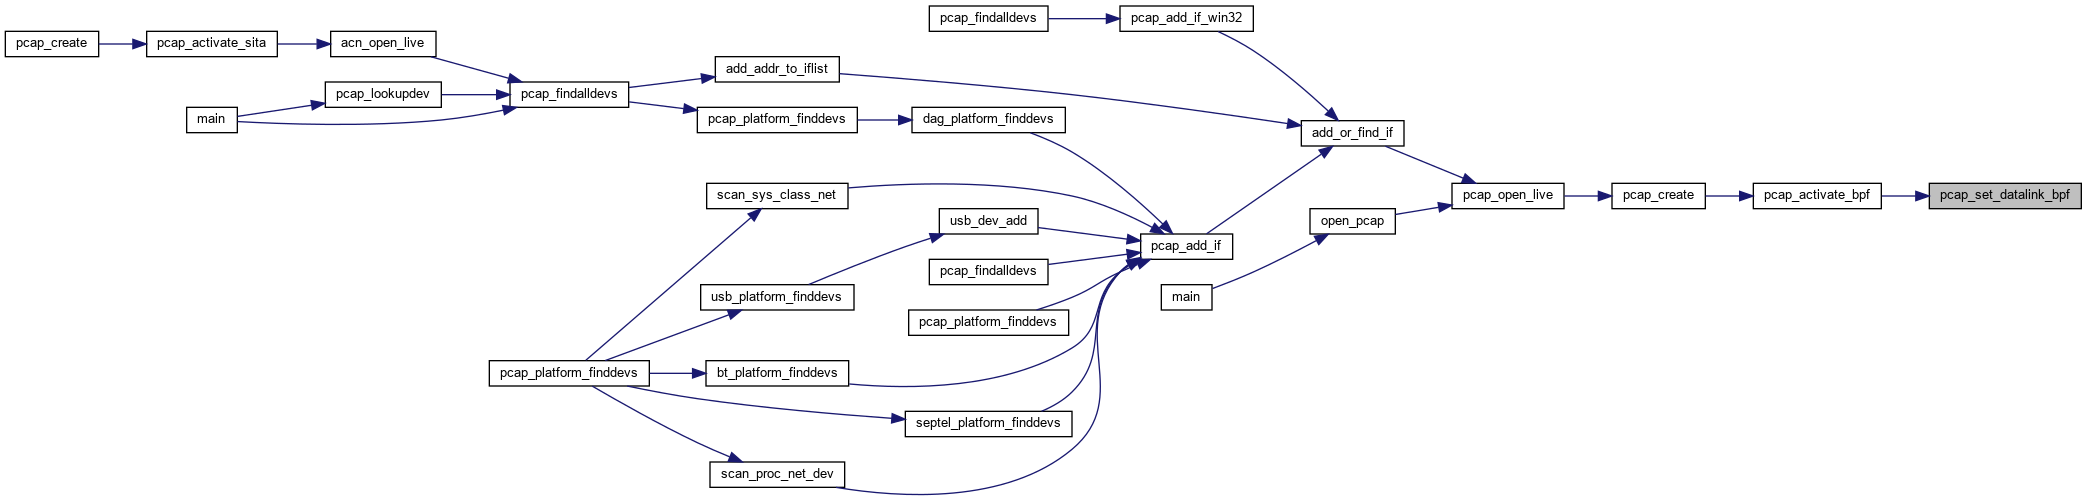 pcap_findalldevs
pcap_add_if_win32
pcap_create
pcap_activate_sita
acn_open_live
add_addr_to_iflist
pcap_lookupdev
pcap_findalldevs
main
pcap_platform_finddevs
dag_platform_finddevs
add_or_find_if
scan_sys_class_net
pcap_open_live
pcap_create
pcap_activate_bpf
pcap_set_datalink_bpf
usb_dev_add
open_pcap
pcap_add_if
pcap_findalldevs
usb_platform_finddevs
main
pcap_platform_finddevs
pcap_platform_finddevs
bt_platform_finddevs
septel_platform_finddevs
scan_proc_net_dev